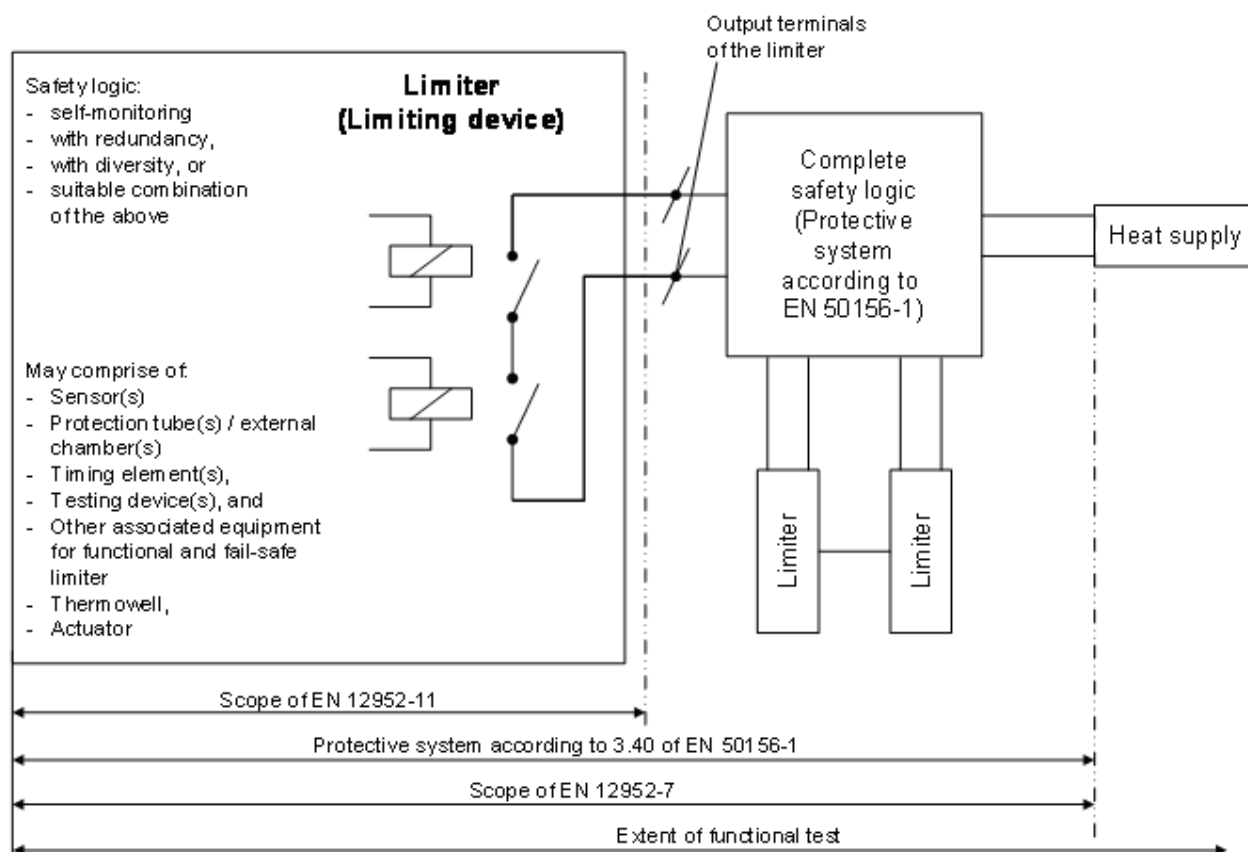 Output terminals
of the limiter
Safety logic:
- self-monitoring
- with redundancy,
- with diversity, or
- suitable combination
of the above
Limiter
(Limiting device)
Complete
safety logic
(Protective
system
according to
EN 50156-1)
Heat supply
May comprise of:
- Sensor(s)
- Protection tube(s) / external
chamber(s)
- Timing element(s),
- Testing device(s), and
- Other associated equipment
for functional and fail-safe
limiter
- Thermowell,
- Actuator
Limiter
Limiter
Scope of EN 12952-11
Protective system according to 3.40 of EN 50156-1
Scope of EN 12952-7
Extent of functional test